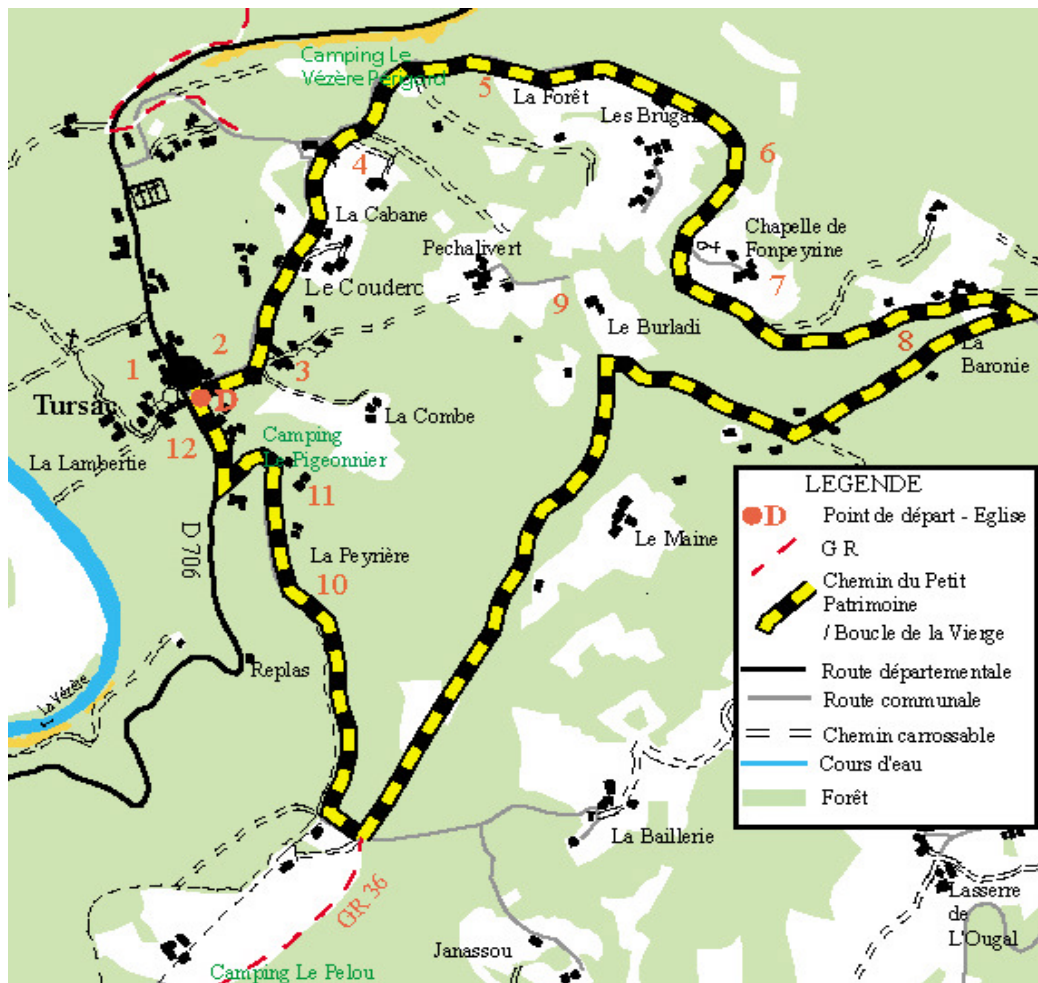 Camping Le
Vézère Périgord
5
La Forêt
Les Brugal
6
4
La Cabane
Chapelle de
Fonpeyrine
Pechalivert
7
Le Couderc
9
Le Burladi
8
La
Baronie
2
1
3
Tursac
D
La Combe
12
Camping
Le Pigeonnier
La Lambertie
11
D 706
La Peyrière
10
Le Maine
Replas
La Vézère
La Baillerie
GR 36
Janassou
Camping Le Pelou
Lasserre
de
L'Ougal
LEGENDE
D Point de départ - Eglise
G R
Chemin du Petit
Patrimoine
/ Boucle de la Vierge
Route départementale
Route communale
Chemin carrossable
Cours d'eau
Forêt